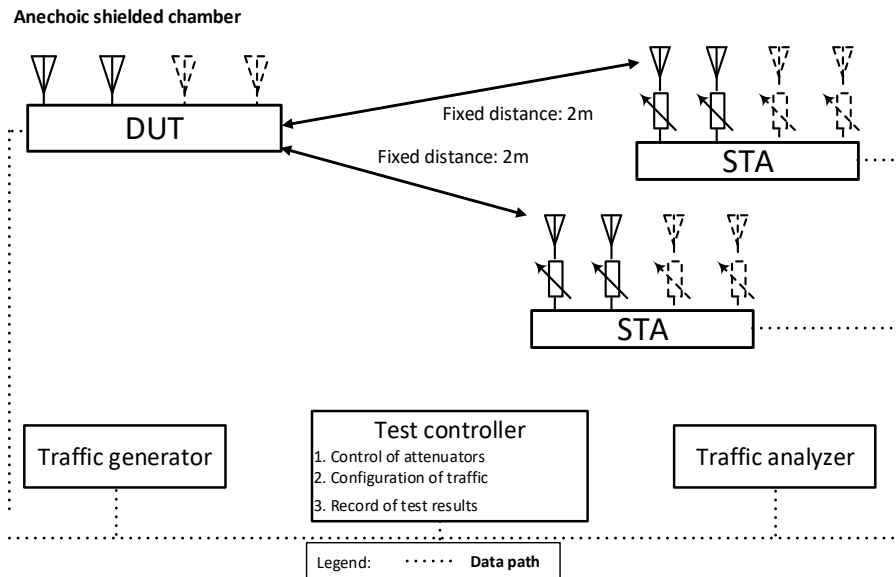 Anechoic shielded chamber
DUT
Fixed distance: 2m
Fixed distance: 2m
STA
STA
Traffic generator
Test controller
1. Control of attenuators
2. Configuration of traffic
3. Record of test results
Traffic analyzer
Legend: Data path